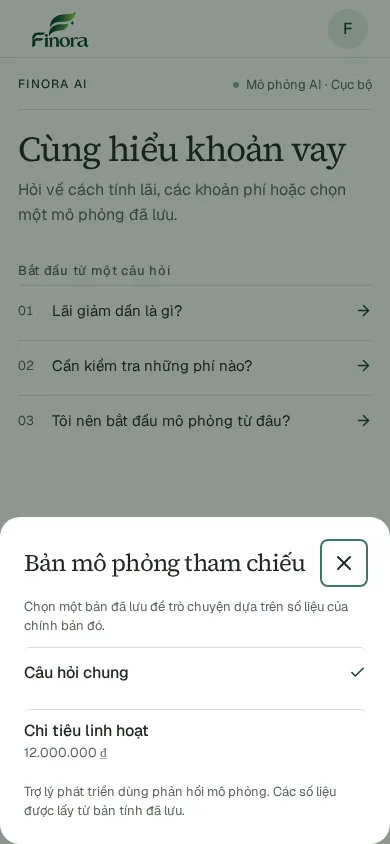 Finora
F
FINORA AI
Mô phỏng AI · Cục bộ
Cùng hiểu khoản vay
Hỏi về cách tính lãi, các khoản phí hoặc chọn
một mô phỏng đã lưu.
Bắt đầu từ một câu hỏi
01 Lãi giảm dần là gì?
02 Cần kiểm tra những phí nào?
03 Tôi nên bắt đầu mô phỏng từ đâu?
Bản mô phỏng tham chiếu
Chọn một bản đã lưu để trò chuyện dựa trên số liệu của
chính bản đó.
Câu hỏi chung
Chi tiêu linh hoạt
12.000.000 ₫
Trợ lý phát triển dùng phản hồi mô phỏng. Các số liệu
được lấy từ bản tính đã lưu.